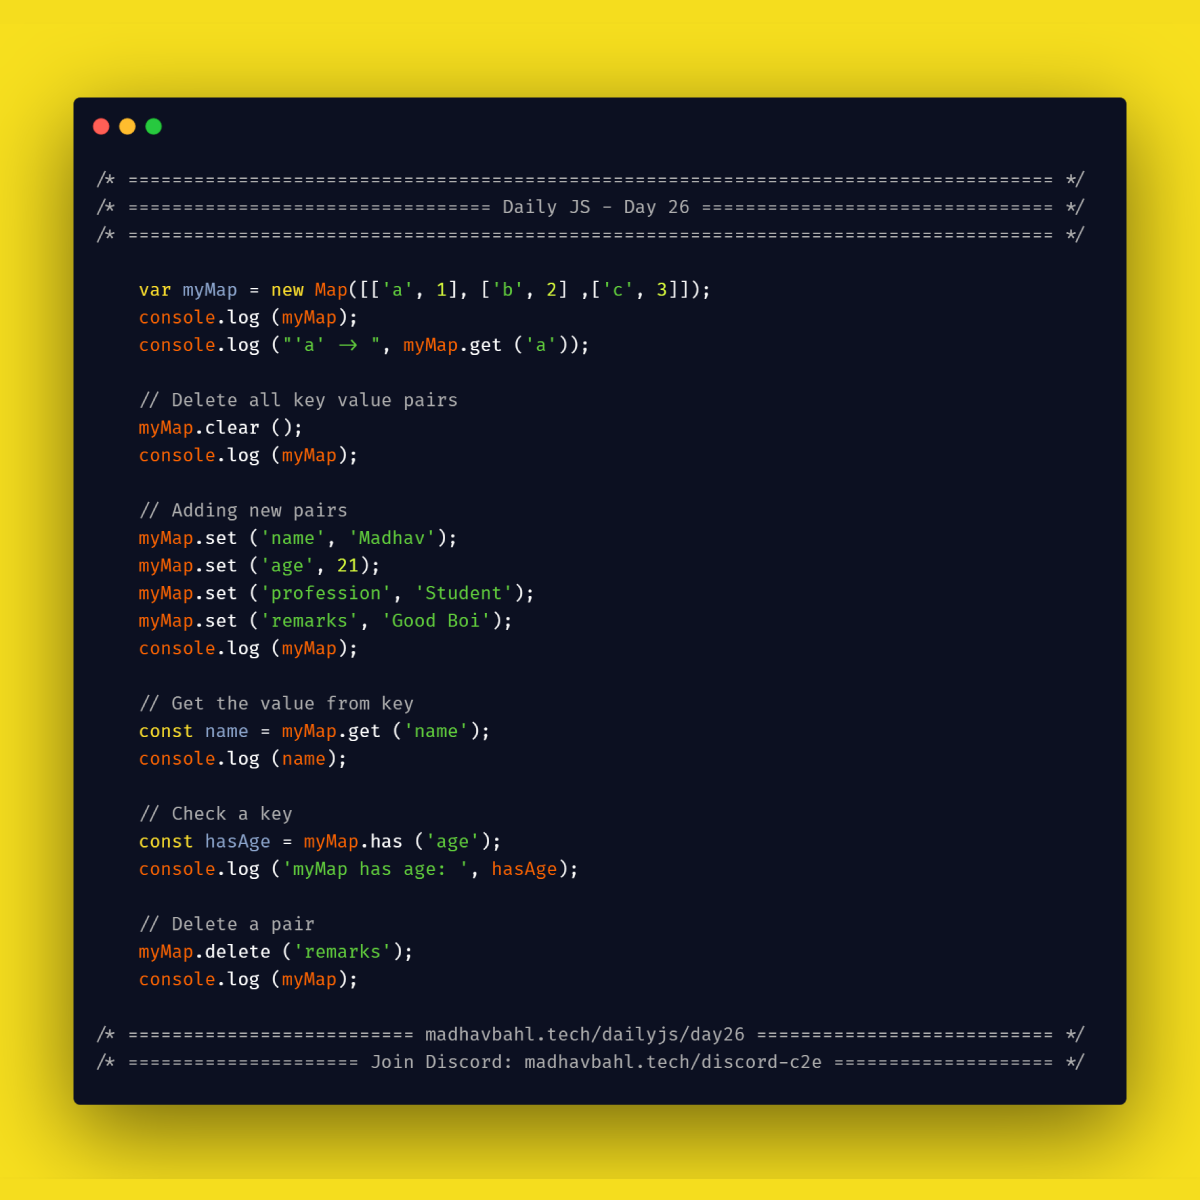 /* ==================================================================================== */
/* ================================= Daily JS - Day 26 ================================ */
/* ==================================================================================== */
var myMap = new Map([['a', 1], ['b', 2] ,['c', 3]]);
console.log (myMap);
console.log ("'a' -> ", myMap.get ('a'));
// Delete all key value pairs
myMap.clear ();
console.log (myMap);
// Adding new pairs
myMap.set ('name', 'Madhav');
myMap.set ('age', 21);
myMap.set ('profession', 'Student');
myMap.set ('remarks', 'Good Boi');
console.log (myMap);
// Get the value from key
const name = myMap.get ('name');
console.log (name);
// Check a key
const hasAge = myMap.has ('age');
console.log ('myMap has age: ', hasAge);
// Delete a pair
myMap.delete ('remarks');
console.log (myMap);
/* ========================== madhavbahl.tech/dailyjs/day26 =========================== */
/* ===================== Join Discord: madhavbahl.tech/discord-c2e ==================== */